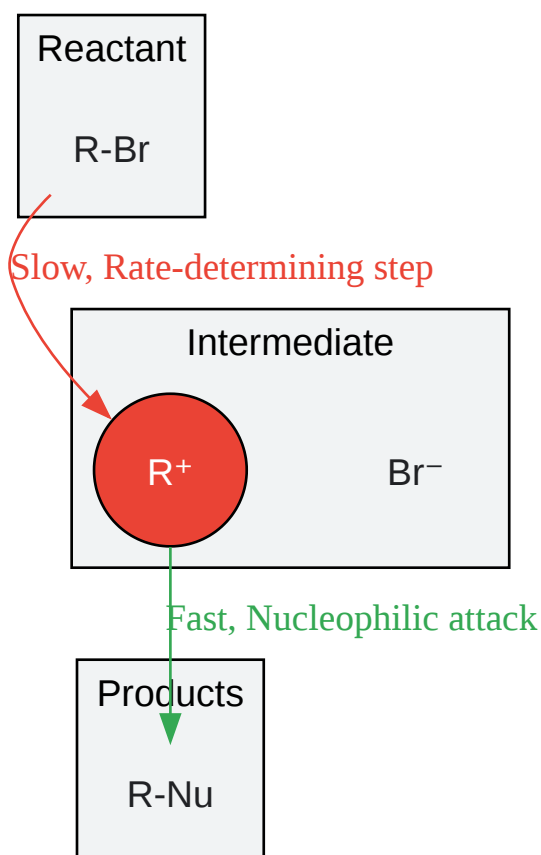 Reactant
R-Br
Slow, Rate-determining step
Intermediate
R⁺ Br⁻
Fast, Nucleophilic attack
Products
R-Nu